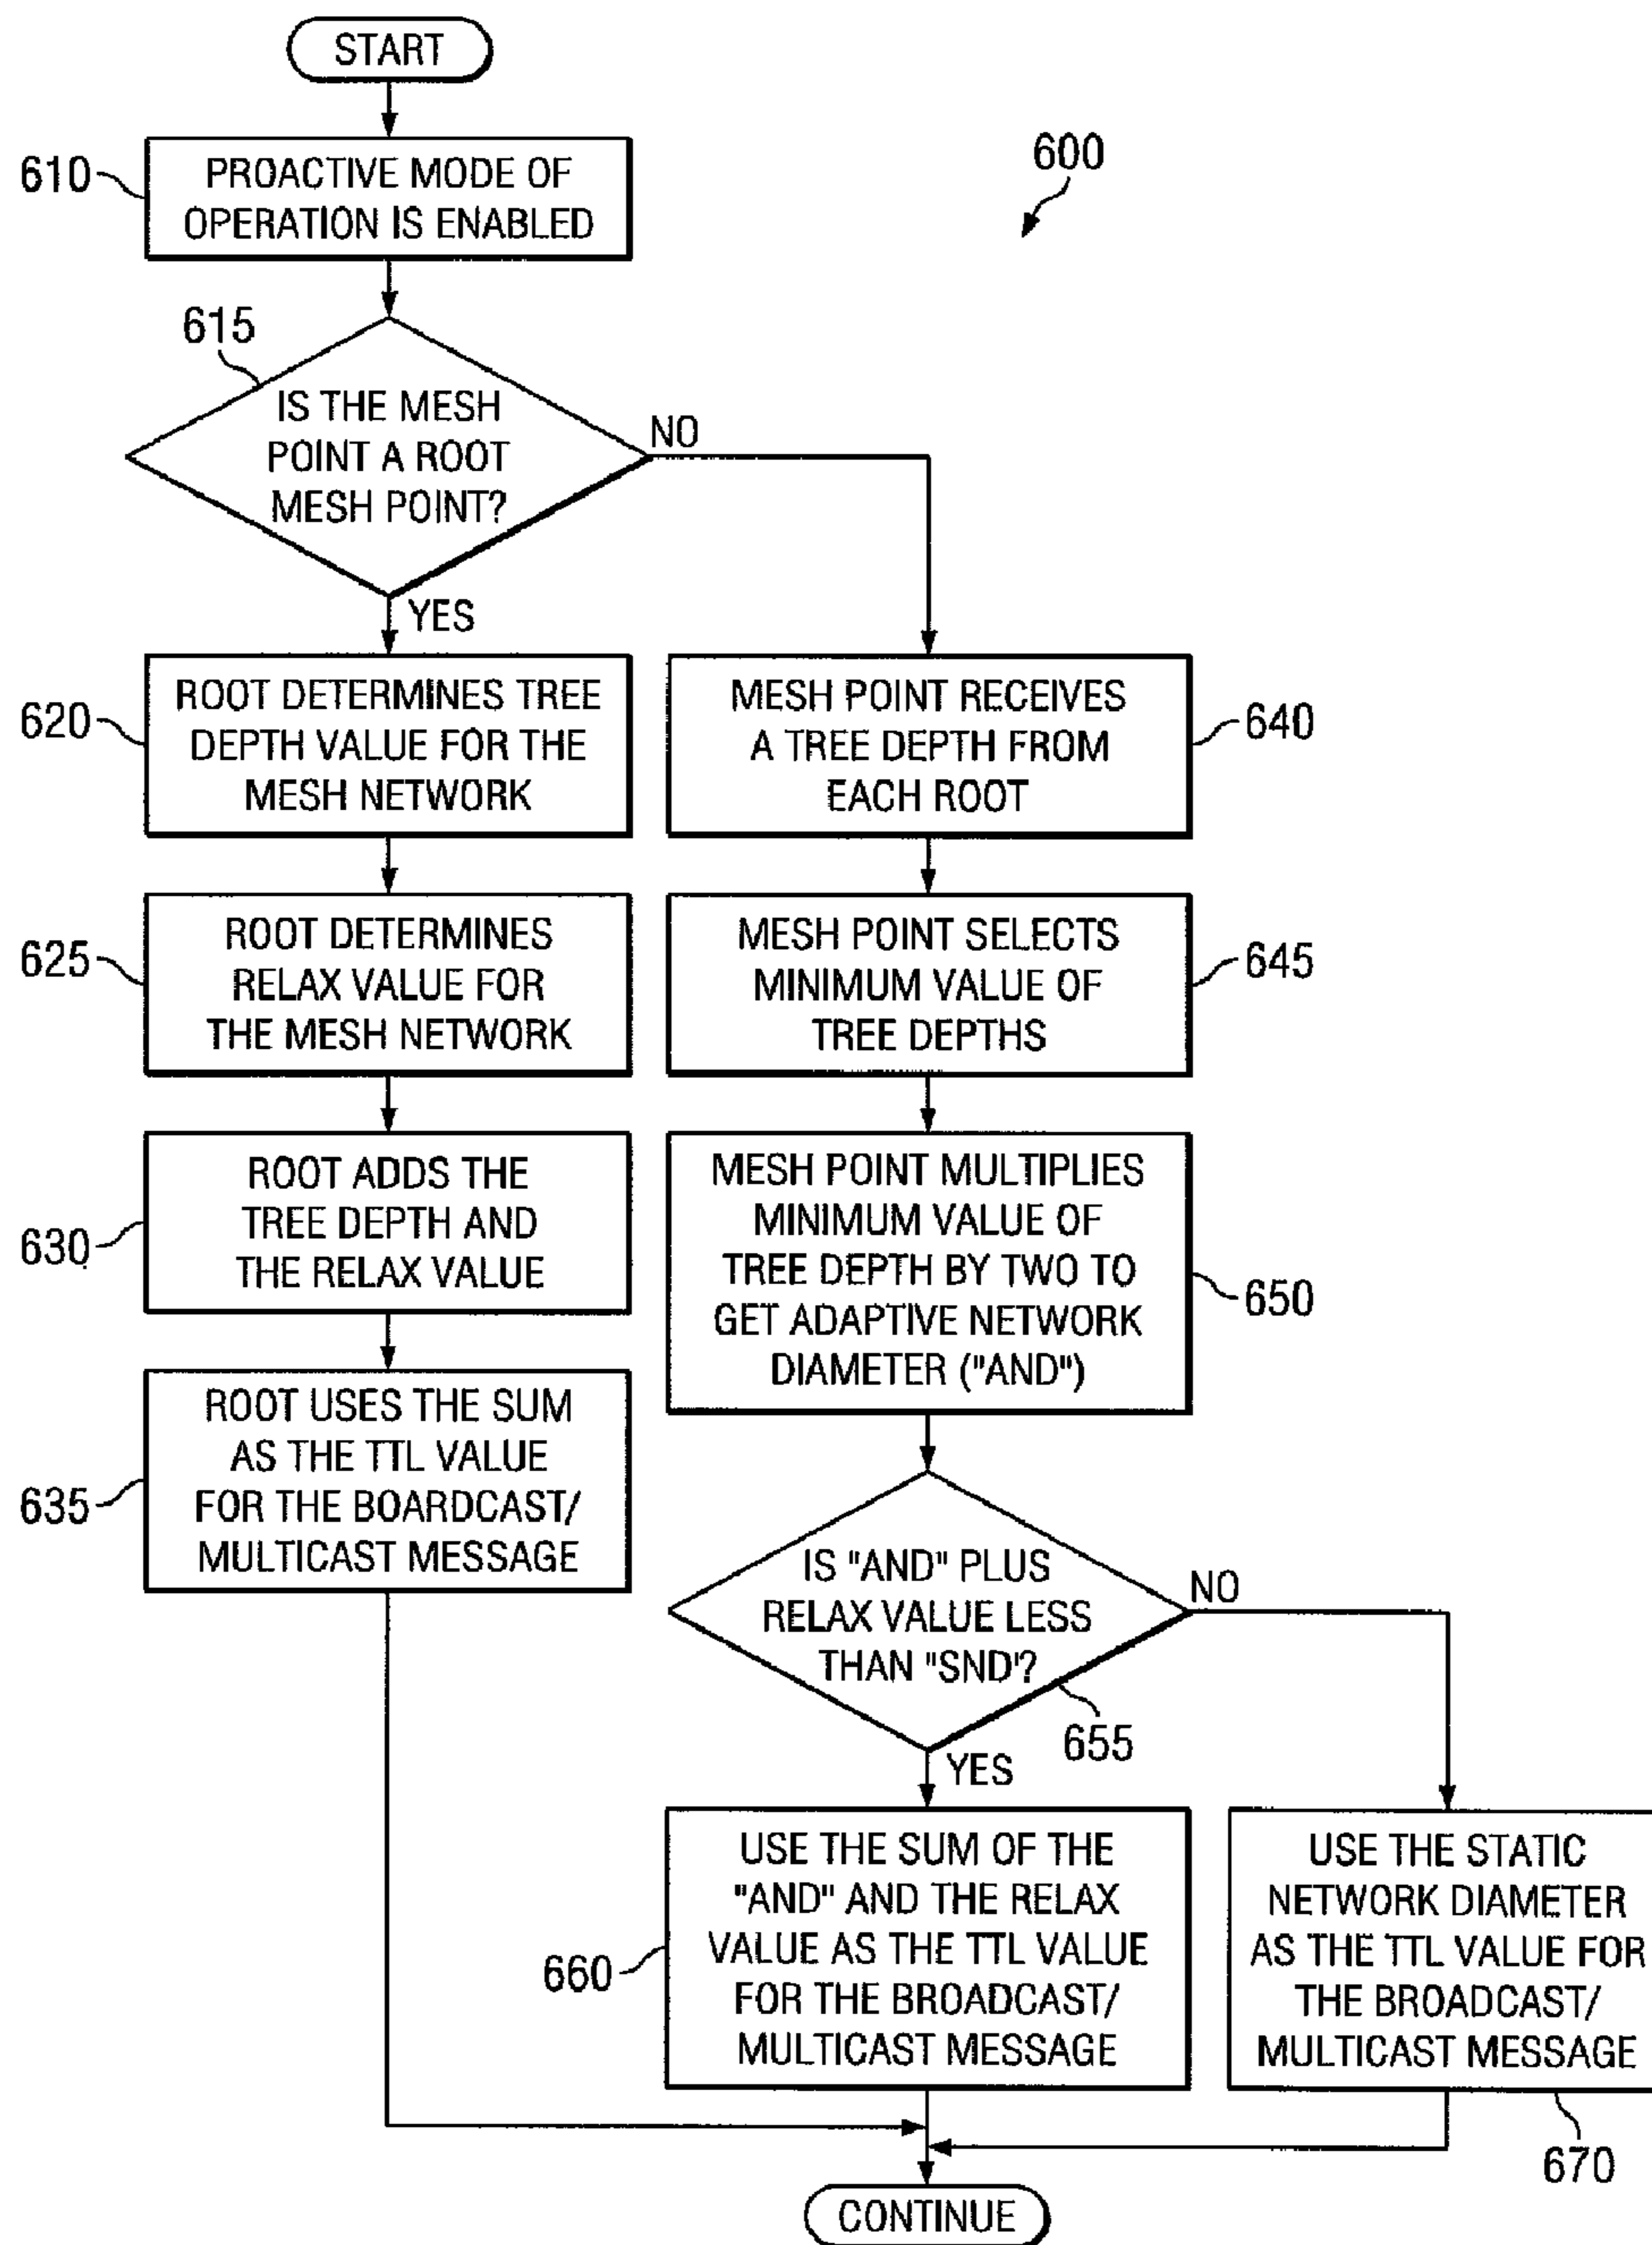 START
610
PROACTIVE MODE OF
OPERATION IS ENABLED
600
615
IS THE MESH
POINT A ROOT
MESH POINT?
NO
YES
620
ROOT DETERMINES TREE
DEPTH VALUE FOR THE
MESH NETWORK
MESH POINT RECEIVES
A TREE DEPTH FROM
EACH ROOT
640
625
ROOT DETERMINES
RELAX VALUE FOR
THE MESH NETWORK
MESH POINT SELECTS
MINIMUM VALUE OF
TREE DEPTHS
645
630
ROOT ADDS THE
TREE DEPTH AND
THE RELAX VALUE
MESH POINT MULTIPLIES
MINIMUM VALUE OF
TREE DEPTH BY TWO TO
GET ADAPTIVE NETWORK
DIAMETER ("AND")
650
635
ROOT USES THE SUM
AS THE TTL VALUE
FOR THE BOARDCAST/
MULTICAST MESSAGE
IS "AND" PLUS
RELAX VALUE LESS
THAN "SND'?
NO
655
YES
660
USE THE SUM OF THE
"AND" AND THE RELAX
VALUE AS THE TTL VALUE
FOR THE BROADCAST/
MULTICAST MESSAGE
USE THE STATIC
NETWORK DIAMETER
AS THE TTL VALUE FOR
THE BROADCAST/
MULTICAST MESSAGE
670
CONTINUE